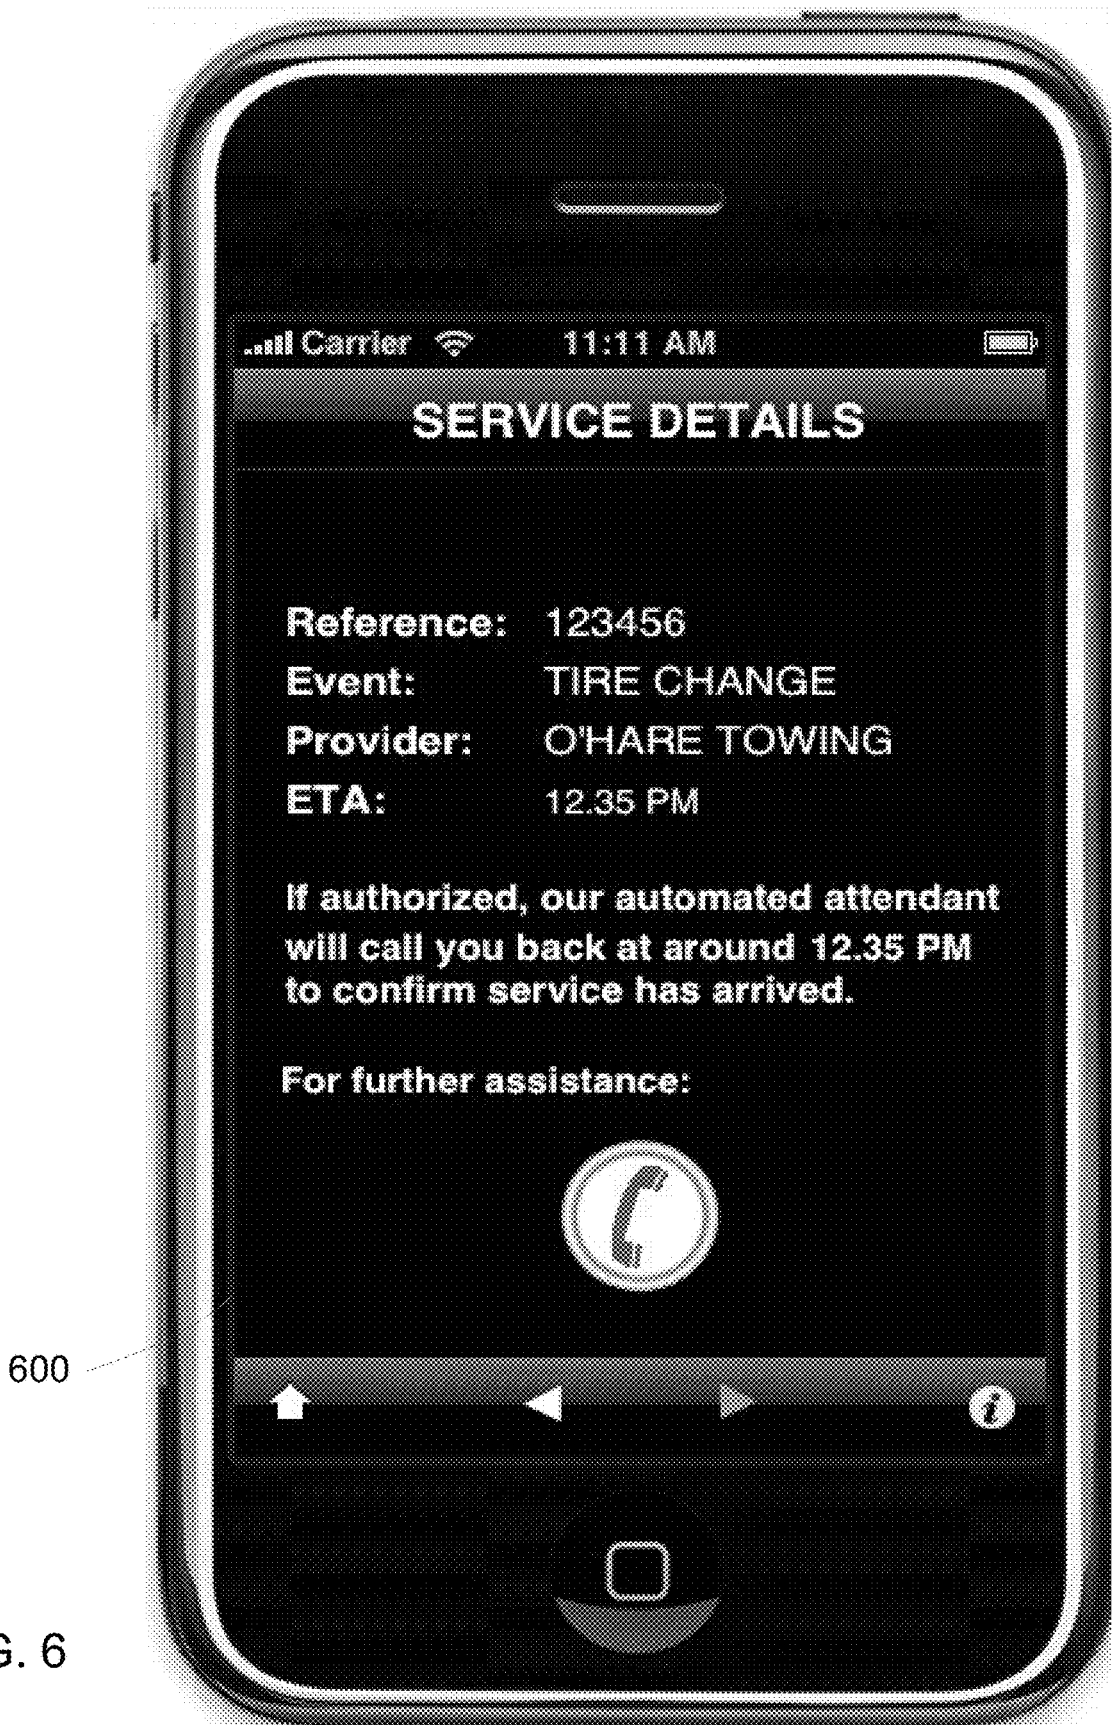 Carrier 11:11 AM
SERVICE DETAILS
Reference: 123456
Event: TIRE CHANGE
Provider: O'HARE TOWING
ETA: 12.35 PM
If authorized, our automated attendant
will call you back at around 12.35 PM
to confirm service has arrived.
For further assistance:
i
600
G. 6